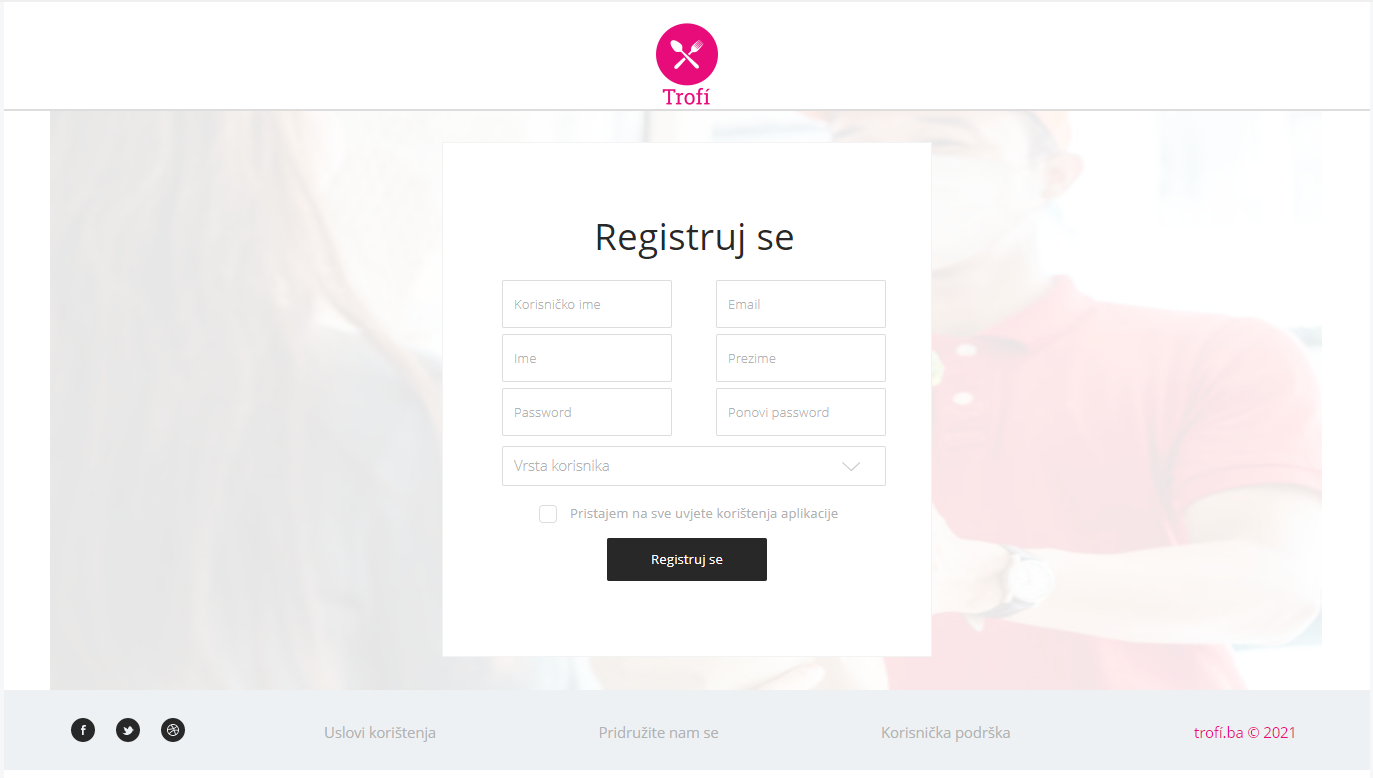 Trofí
Registruj se
Korisničko ime
Email
Ime
Prezime
Password
Ponovi password
Vrsta korisnika
Pristajem na sve uvjete korištenja aplikacije
Registruj se
Uslovi korištenja
Pridružite nam se
Korisnička podrška
trofí.ba © 2021